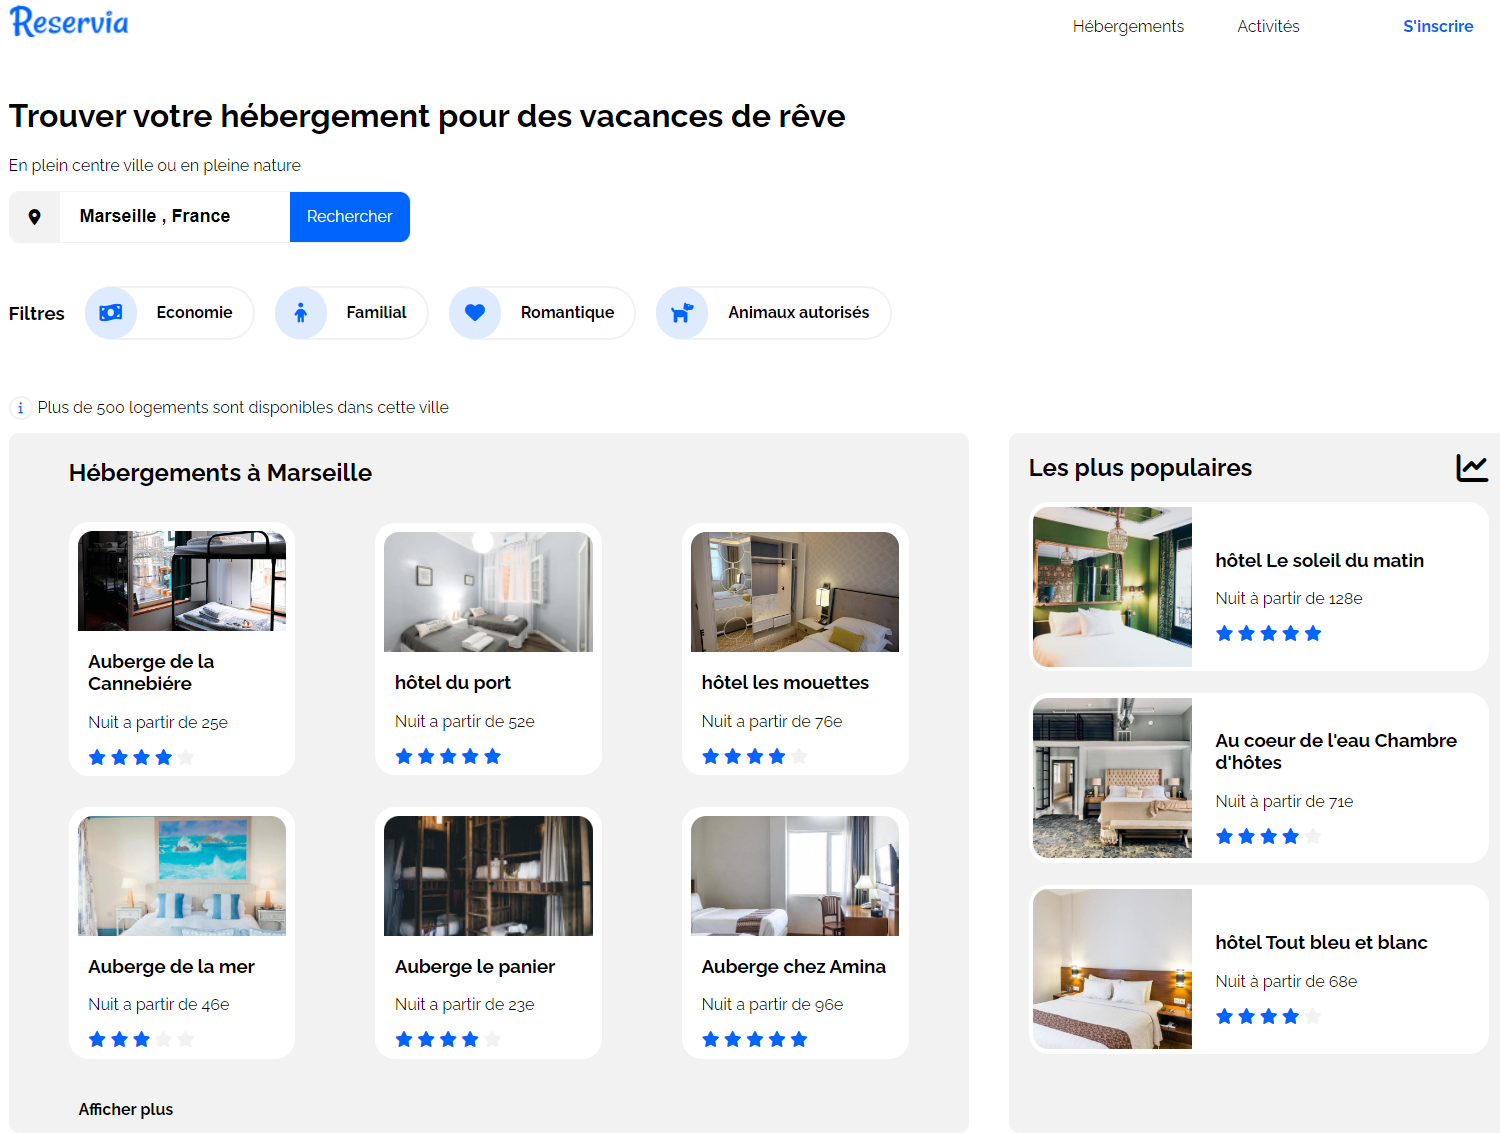 Reservia
Hébergements
Activités
S'inscrire
Trouver votre hébergement pour des vacances de rêve
En plein centre ville ou en pleine nature
Marseille , France
Rechercher
Filtres
Economie
Familial
Romantique
Animaux autorisés
i Plus de 500 logements sont disponibles dans cette ville
Hébergements à Marseille
Auberge de la
Cannebiére
Nuit a partir de 25e
hôtel du port
Nuit a partir de 52e
hôtel les mouettes
Nuit a partir de 76e
Auberge de la mer
Nuit a partir de 46e
Auberge le panier
Nuit a partir de 23e
Auberge chez Amina
Nuit a partir de 96e
Afficher plus
Les plus populaires
hôtel Le soleil du matin
Nuit à partir de 128e
Au coeur de l'eau Chambre
d'hôtes
Nuit à partir de 71e
hôtel Tout bleu et blanc
Nuit à partir de 68e